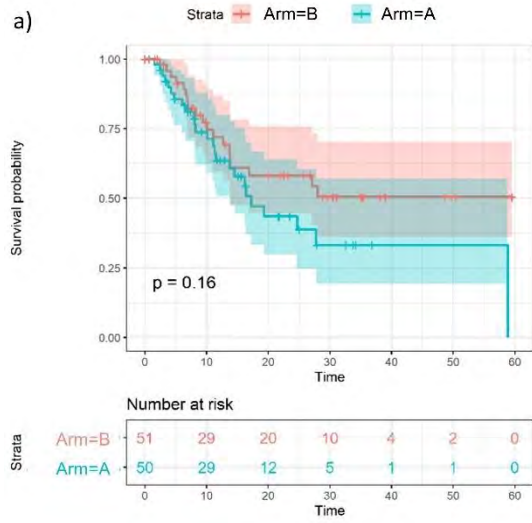 a)
Strata Arm=B Arm=A
1.00
0.75
0.50
0.25
0.00
Survival probability
p = 0.16
0 10 20 30 40 50 60
Time
Number at risk
Strata
Arm=B 51 29 20 10 4 2 0
Arm=A 50 29 12 5 1 1 0
0 10 20 30 40 50 60
Time